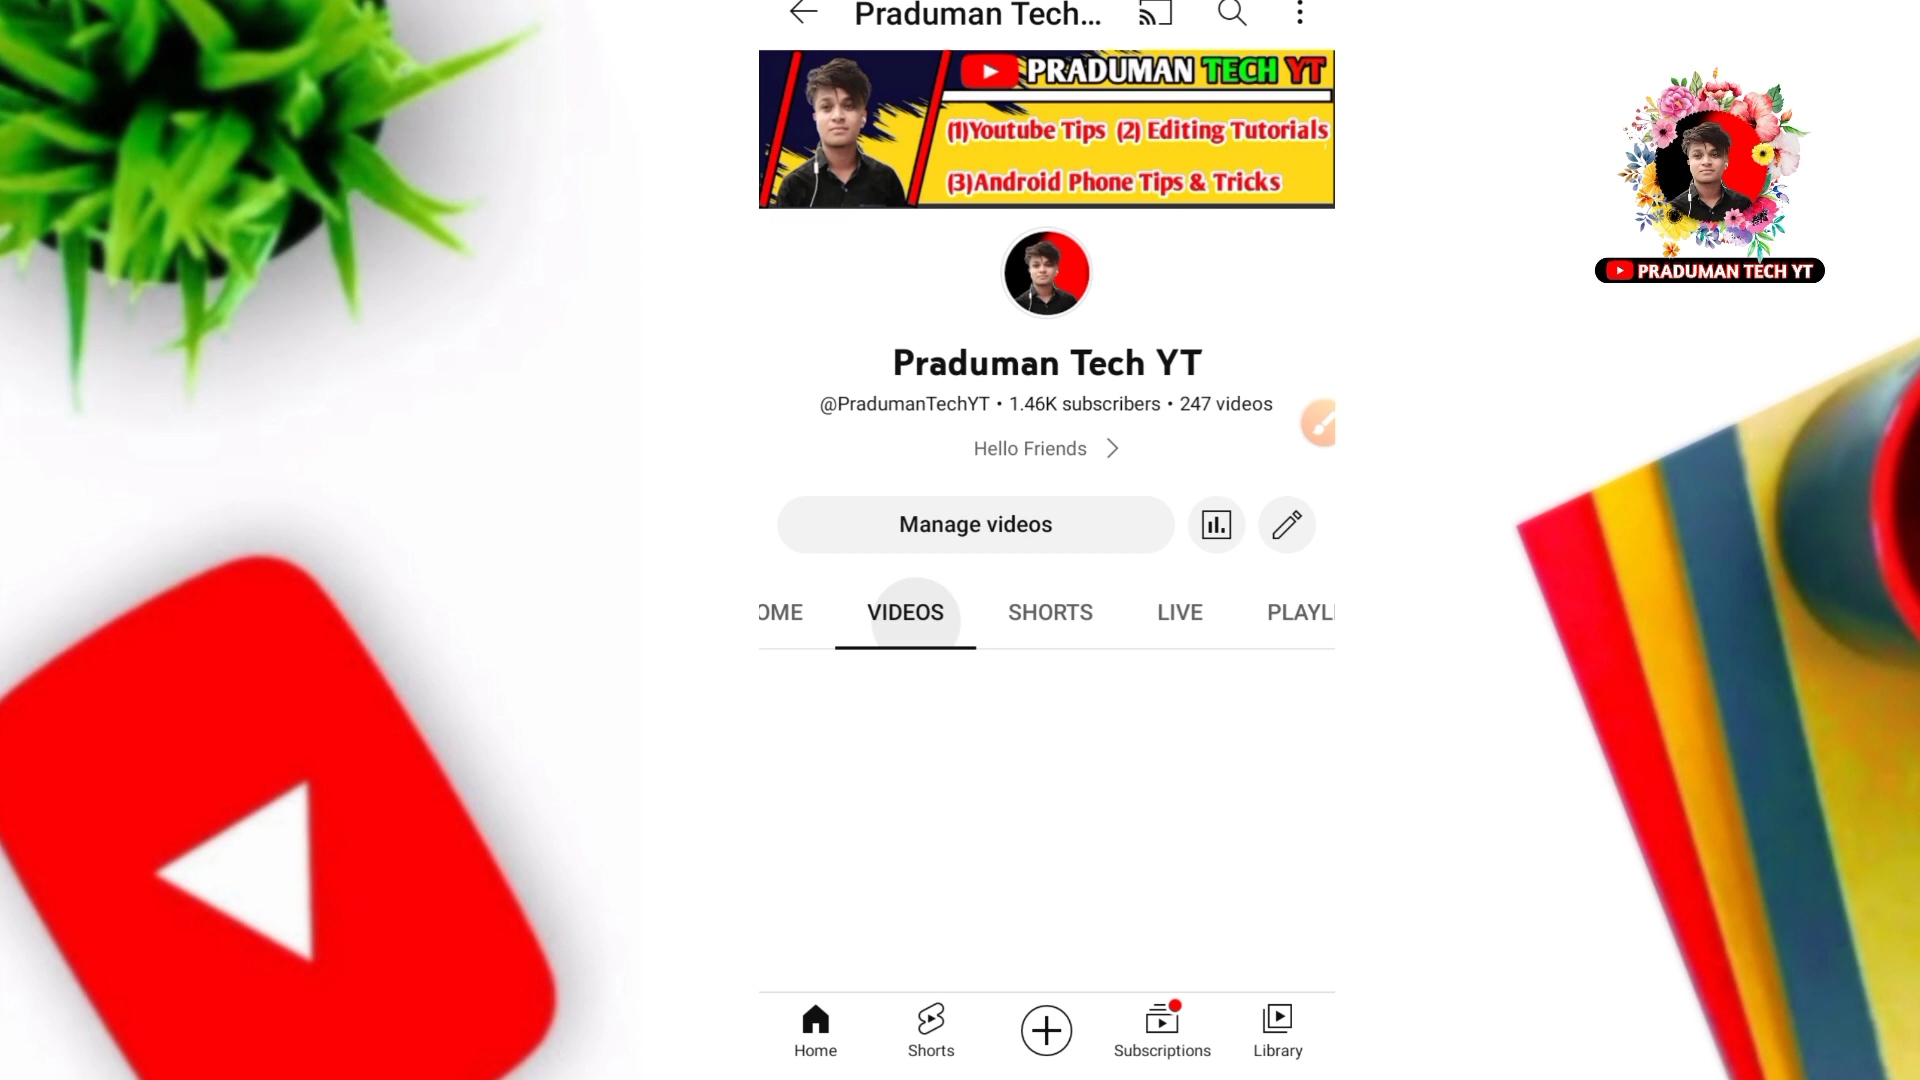 Praduman Tech...
PRADUMAN TECH YT
(1)Youtube Tips (2) Editing Tutorials
(3)Android Phone Tips & Tricks
PRADUMAN TECH YT
Praduman Tech YT
@PradumanTechYT • 1.46K subscribers • 247 videos
Hello Friends
Manage videos
OME VIDEOS SHORTS LIVE PLAYLI
Home Shorts Subscriptions Library